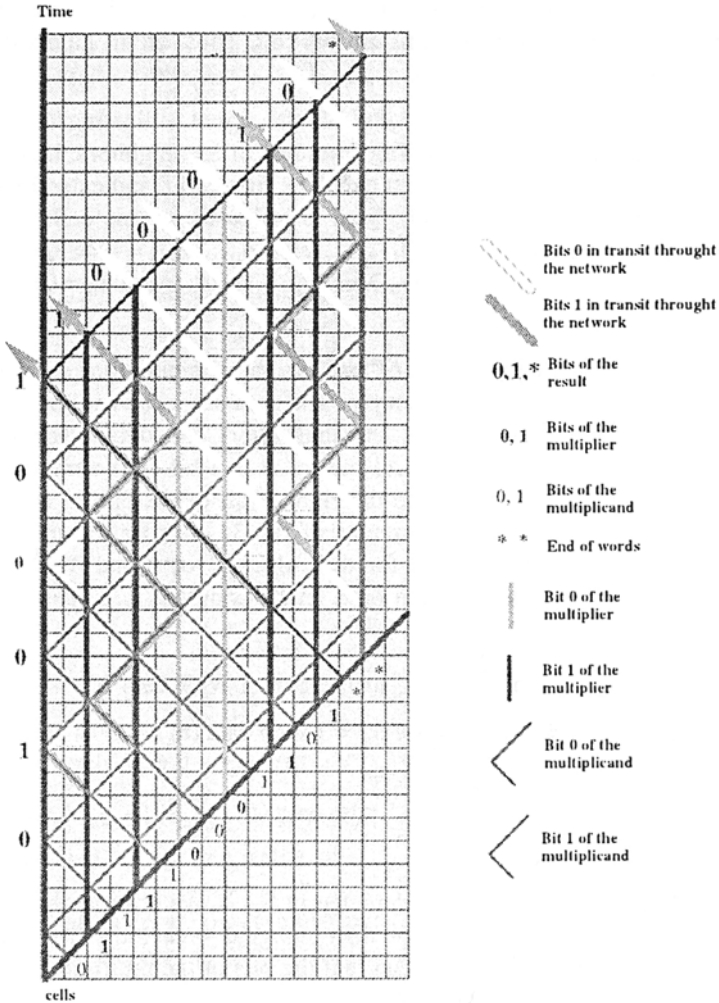 Time
*
0
1
0
0
0
1
1
0
0
0
1
0
*
*
1
0
1
1
0
0
0
1
1
1
1
0
cells
Bits 0 in transit throught
the network
Bits 1 in transit throught
the network
0,1,* Bits of the
result
0, 1 Bits of the
multiplier
0, 1 Bits of the
multiplicand
* * End of words
Bit 0 of the
multiplier
Bit 1 of the
multiplier
Bit 0 of the
multiplicand
Bit 1 of the
multiplicand